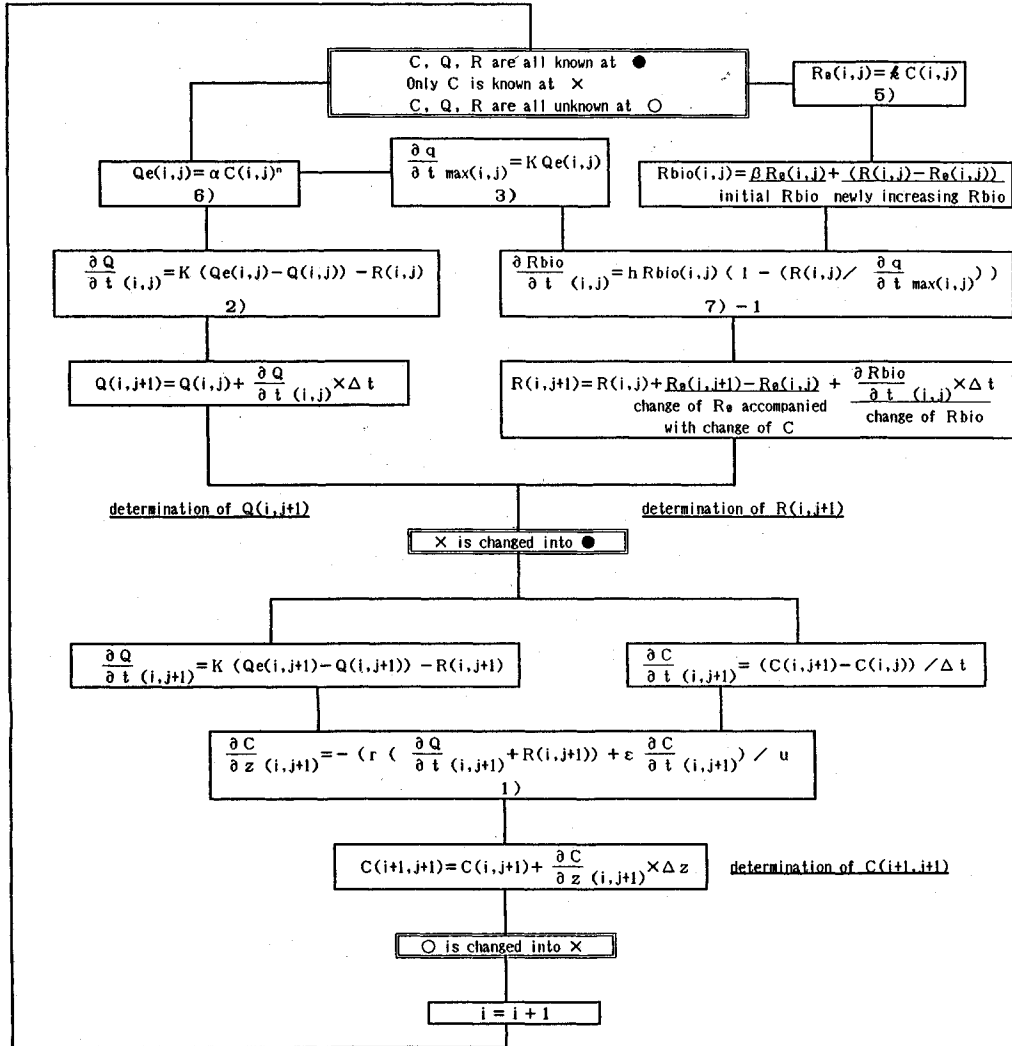 C, Q, R are all known at ●
Only C is known at ×
C, Q, R are all unknown at ○
Rₑ(i,j)=k C(i,j)
5)
Qe(i,j)=αC(i,j)ⁿ
6)
∂q/∂t max(i,j)=KQe(i,j)
3)
Rbio(i,j)=βRₑ(i,j)+(R(i,j)-Rₑ(i,j))
initial Rbio newly increasing Rbio
∂Q/∂t (i,j)=K (Qe(i,j)-Q(i,j)) -R(i,j)
2)
∂Rbio/∂t (i,j)=hRbio(i,j) (1-(R(i,j)/ ∂q/∂t max(i,j)))
7)-1
Q(i,j+1)=Q(i,j)+ ∂Q/∂t (i,j)×Δt
R(i,j+1)=R(i,j)+Rₑ(i,j+1)-Rₑ(i,j) + ∂Rbio/∂t (i,j)×Δt
change of Rₑ accompanied
with change of C
change of Rbio
determination of Q(i,j+1)
determination of R(i,j+1)
× is changed into ●
∂Q/∂t (i,j+1)=K (Qe(i,j+1)-Q(i,j+1)) -R(i,j+1)
∂C/∂t (i,j+1)= (C(i,j+1)-C(i,j)) /Δt
∂C/∂z (i,j+1)=- (r ( ∂Q/∂t (i,j+1)+R(i,j+1)) +ε ∂C/∂t (i,j+1)) / u
1)
C(i+1,j+1)=C(i,j+1)+ ∂C/∂z (i,j+1)×Δz
determination of C(i+1,j+1)
○ is changed into ×
i = i + 1